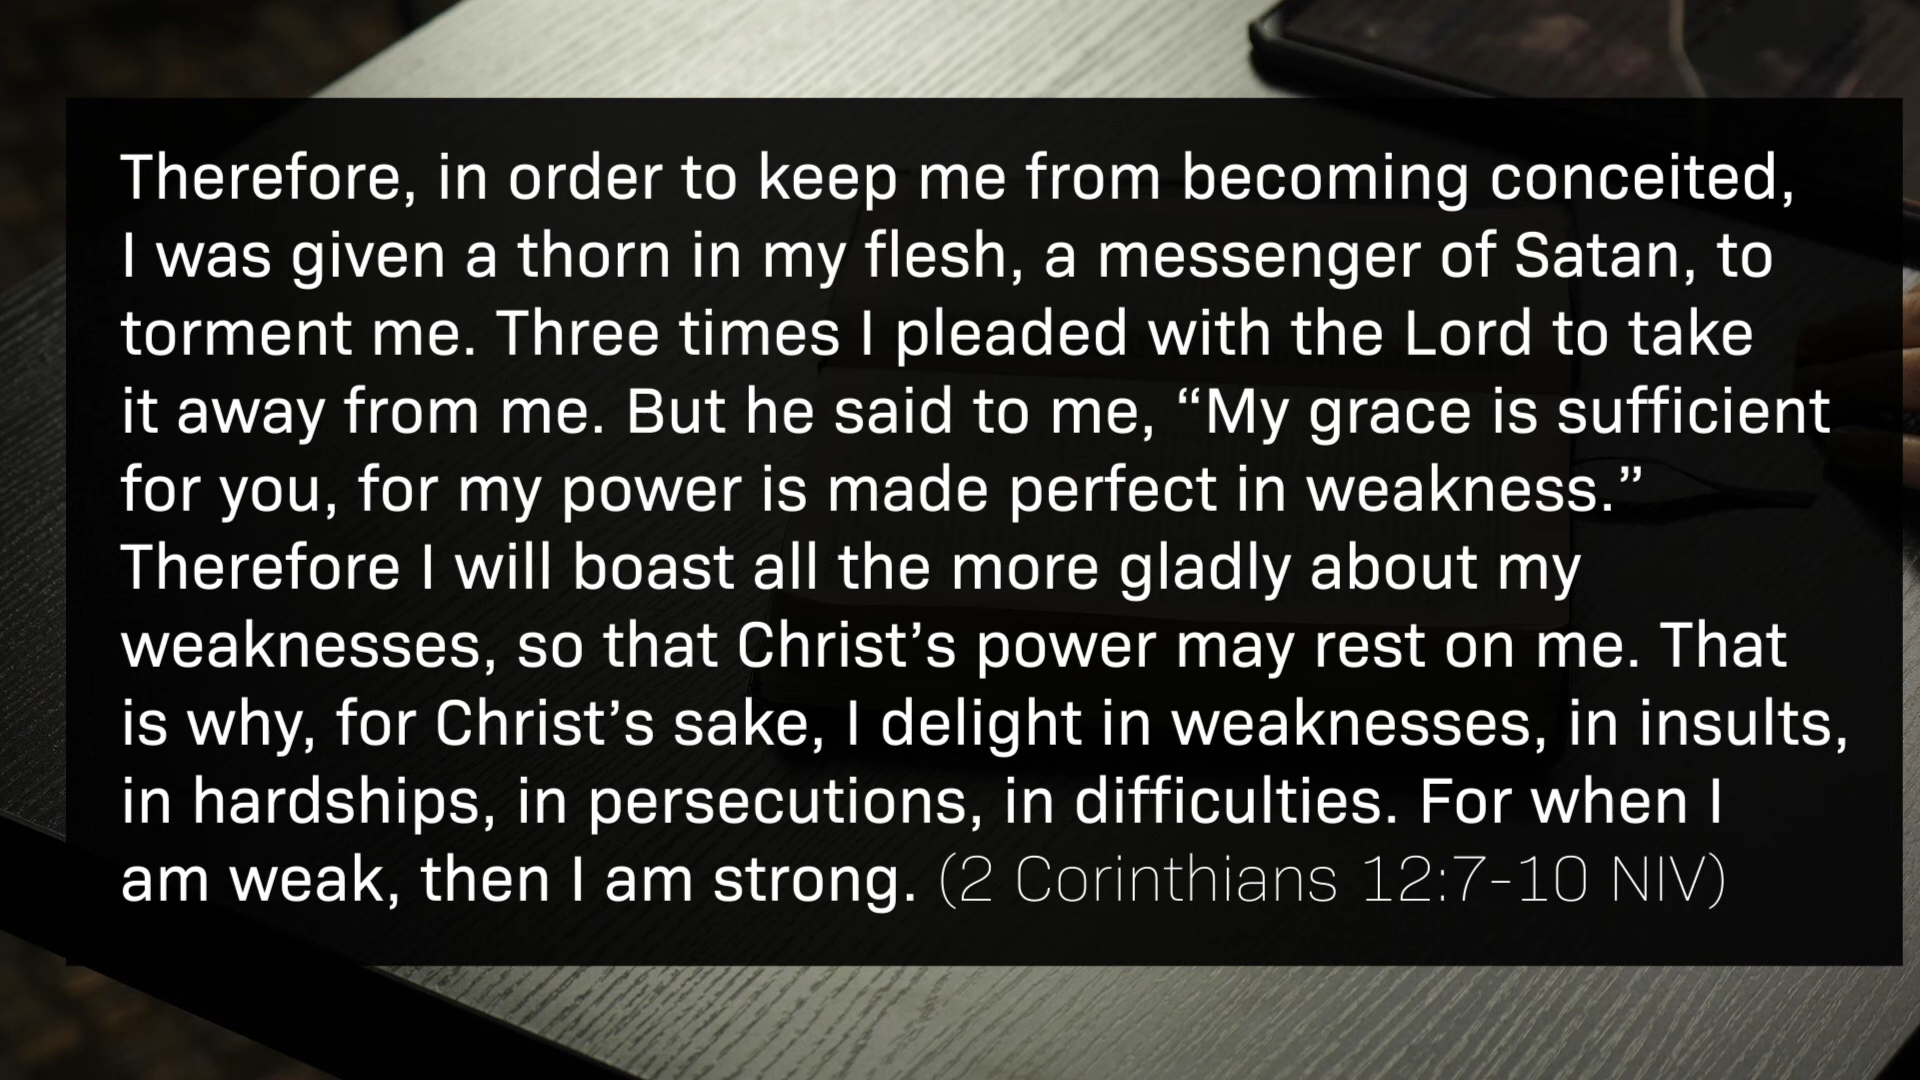 Therefore, in order to keep me from becoming conceited,
I was given a thorn in my flesh, a messenger of Satan, to
torment me. Three times I pleaded with the Lord to take
it away from me. But he said to me, “My grace is sufficient
for you, for my power is made perfect in weakness.”
Therefore I will boast all the more gladly about my
weaknesses, so that Christ’s power may rest on me. That
is why, for Christ’s sake, I delight in weaknesses, in insults,
in hardships, in persecutions, in difficulties. For when I
am weak, then I am strong. (2 Corinthians 12:7-10 NIV)